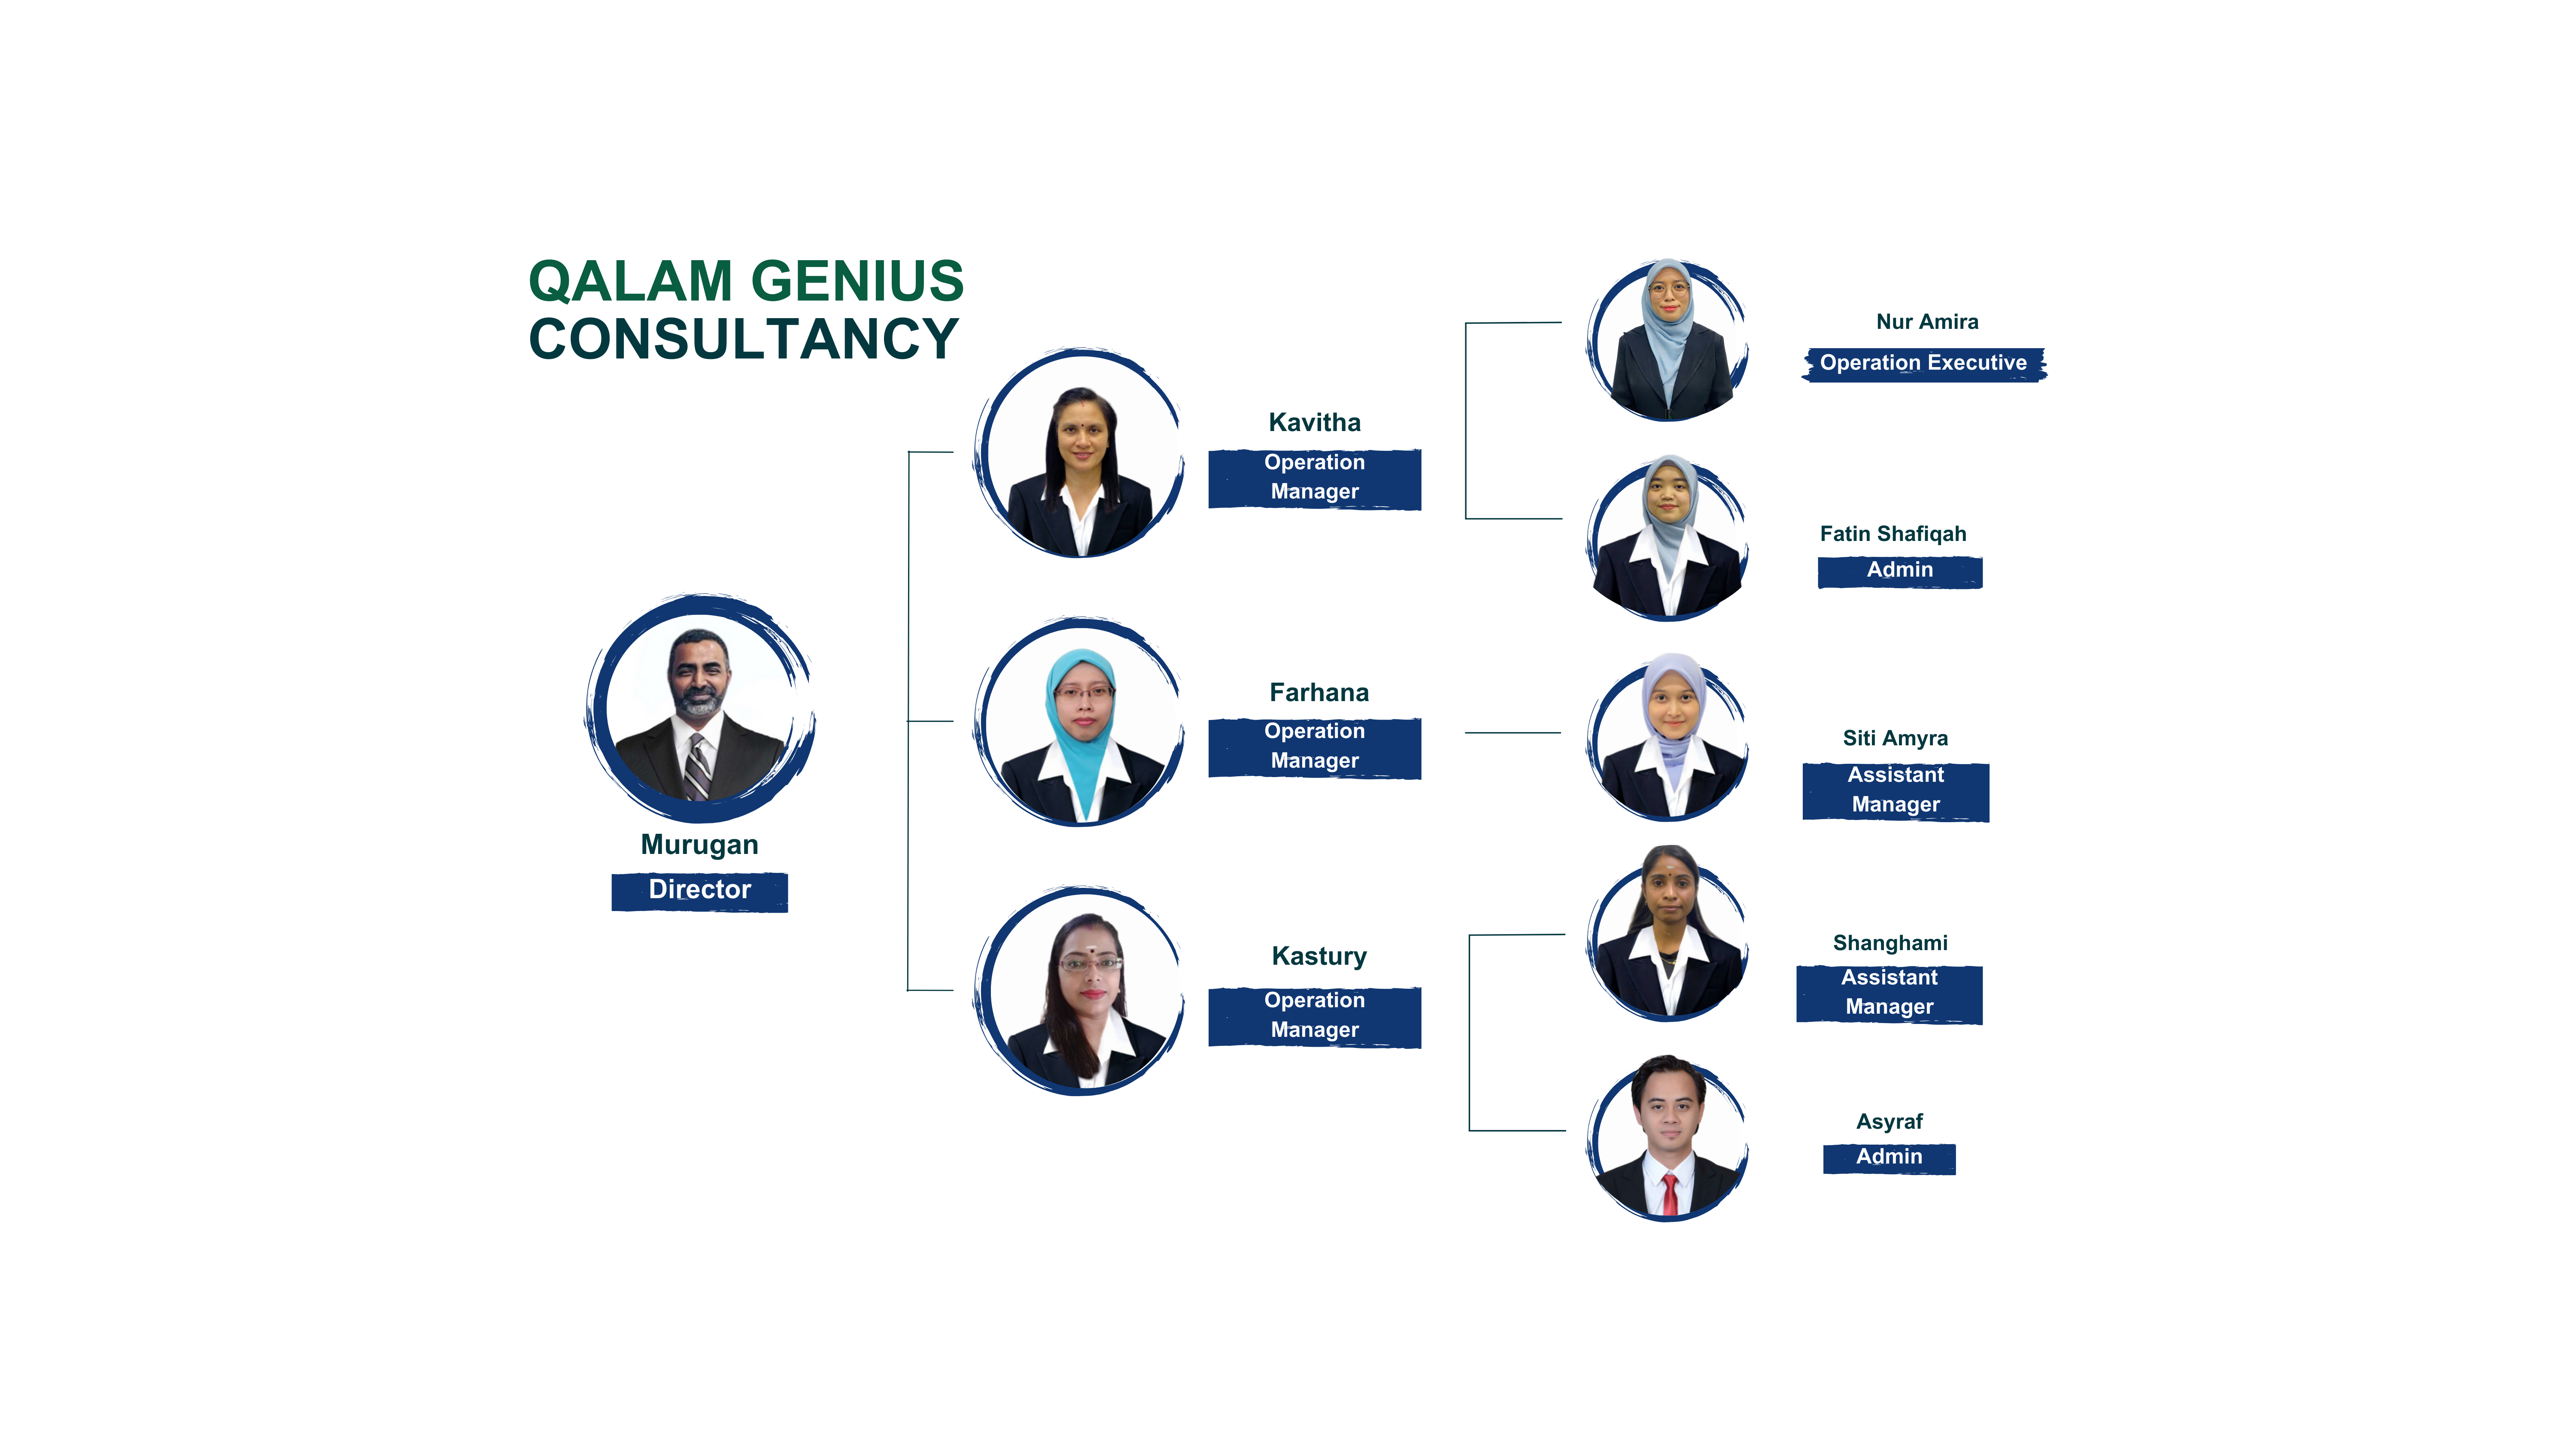 QALAM GENIUS
CONSULTANCY
Murugan
Director
Kavitha
Operation
Manager
Farhana
Operation
Manager
Kastury
Operation
Manager
Nur Amira
Operation Executive
Fatin Shafiqah
Admin
Siti Amyra
Assistant
Manager
Shanghami
Assistant
Manager
Asyraf
Admin